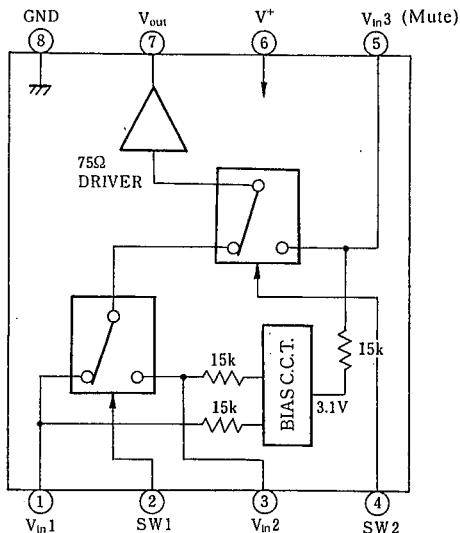 GND
Vout
V+
Vin3 (Mute)
8
7
6
5
75Ω
DRIVER
15k
15k
BIAS C.C.T.
3.1V
15k
1
2
3
4
Vin1
SW1
Vin2
SW2